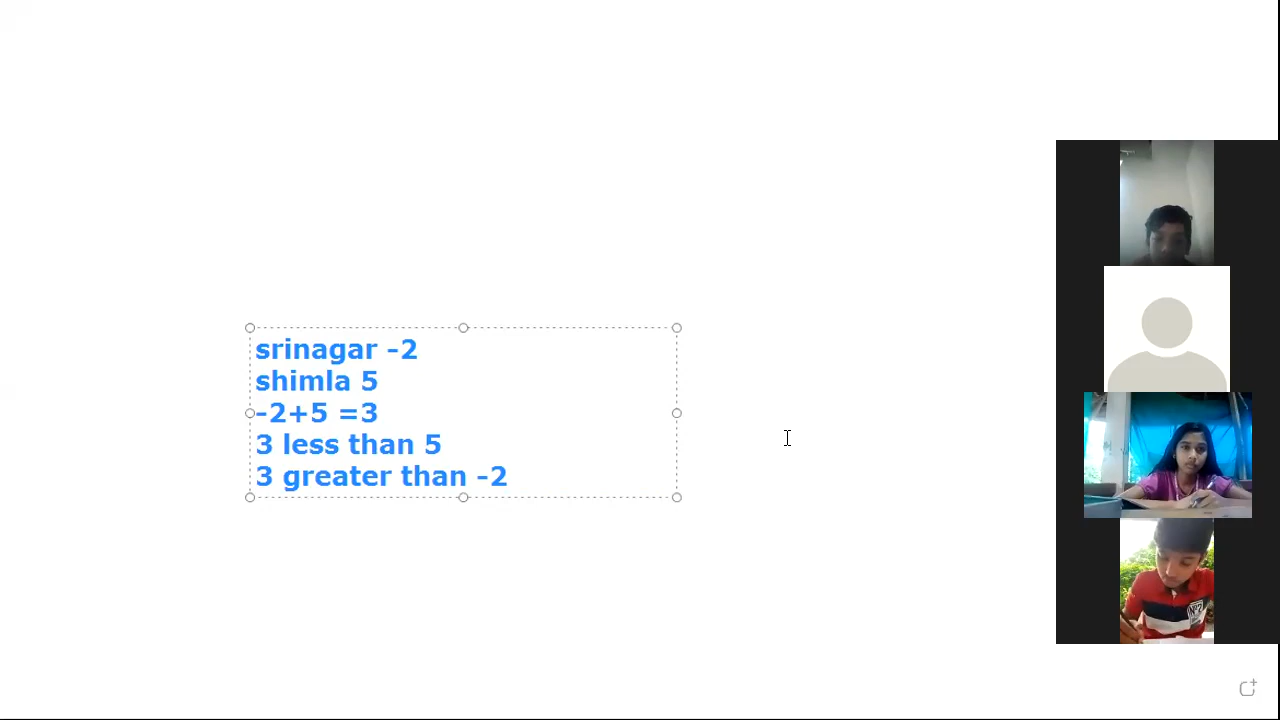 srinagar -2
shimla 5
-2+5 =3
3 less than 5
3 greater than -2